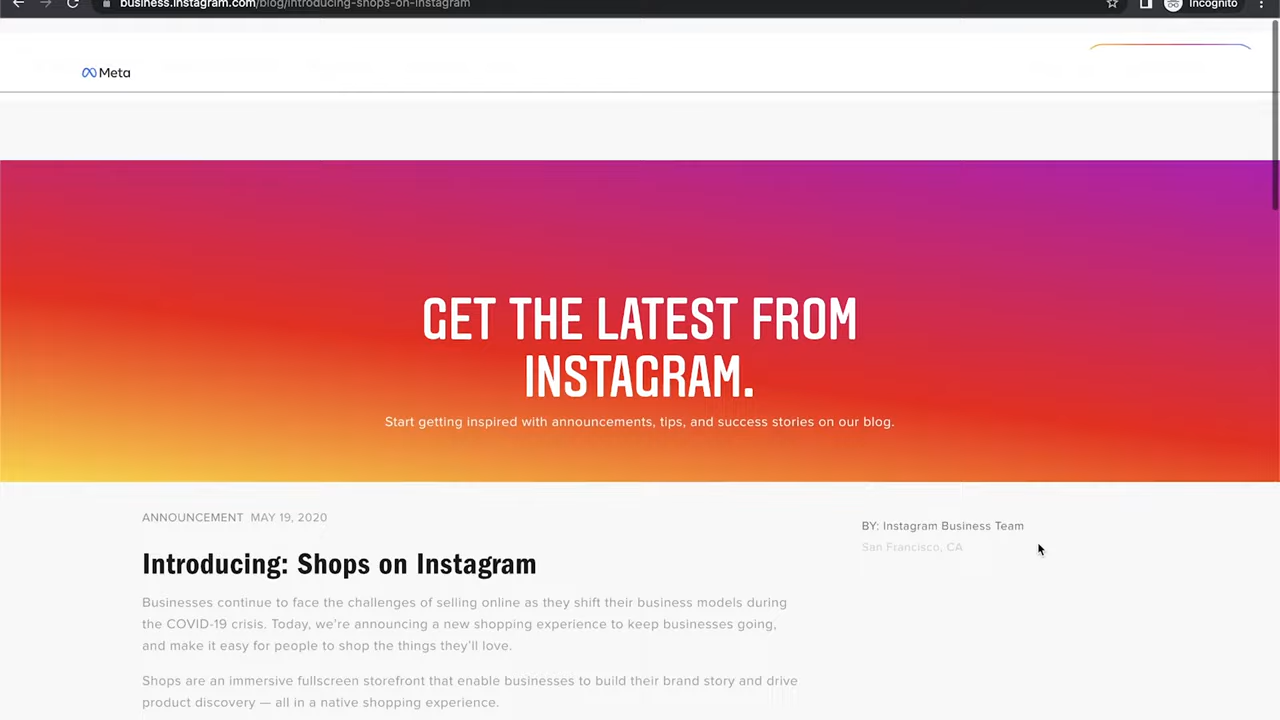 business.instagram.com/blog/introducing-shops-on-instagram
Incognito
Meta
GET THE LATEST FROM
INSTAGRAM.
Start getting inspired with announcements, tips, and success stories on our blog.
ANNOUNCEMENT MAY 19, 2020
BY: Instagram Business Team
San Francisco, CA
Introducing: Shops on Instagram
Businesses continue to face the challenges of selling online as they shift their business models during
the COVID-19 crisis. Today, we’re announcing a new shopping experience to keep businesses going,
and make it easy for people to shop the things they’ll love.
Shops are an immersive fullscreen storefront that enable businesses to build their brand story and drive
product discovery — all in a native shopping experience.